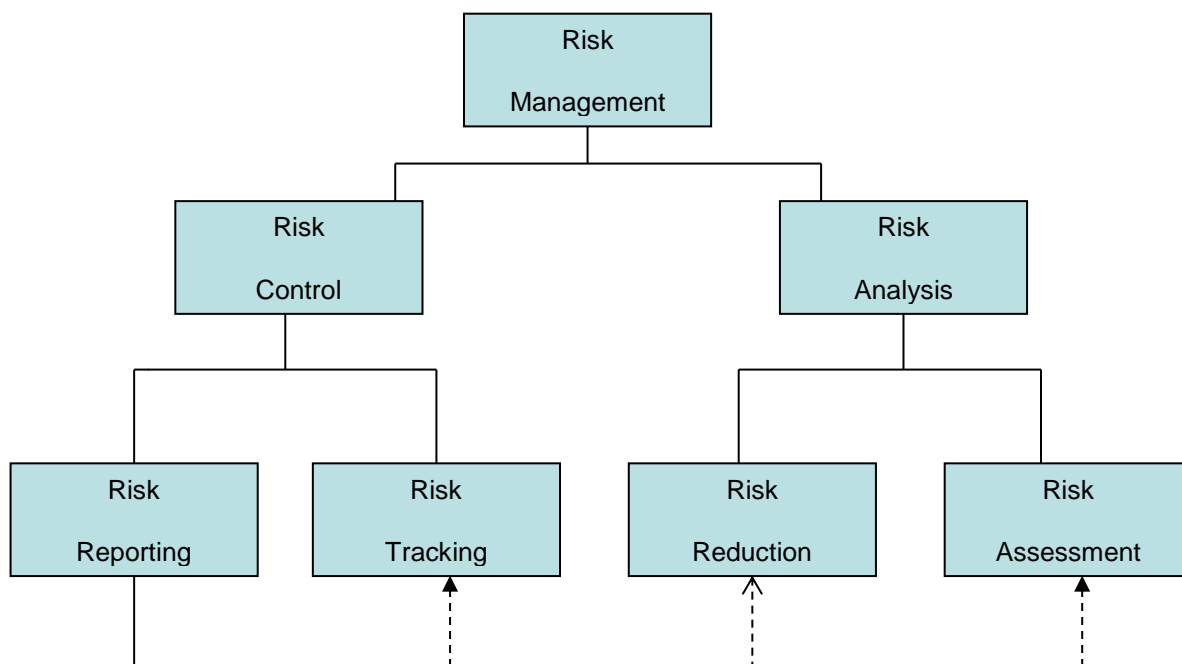 Risk
Management
Risk
Control
Risk
Analysis
Risk
Reporting
Risk
Tracking
Risk
Reduction
Risk
Assessment